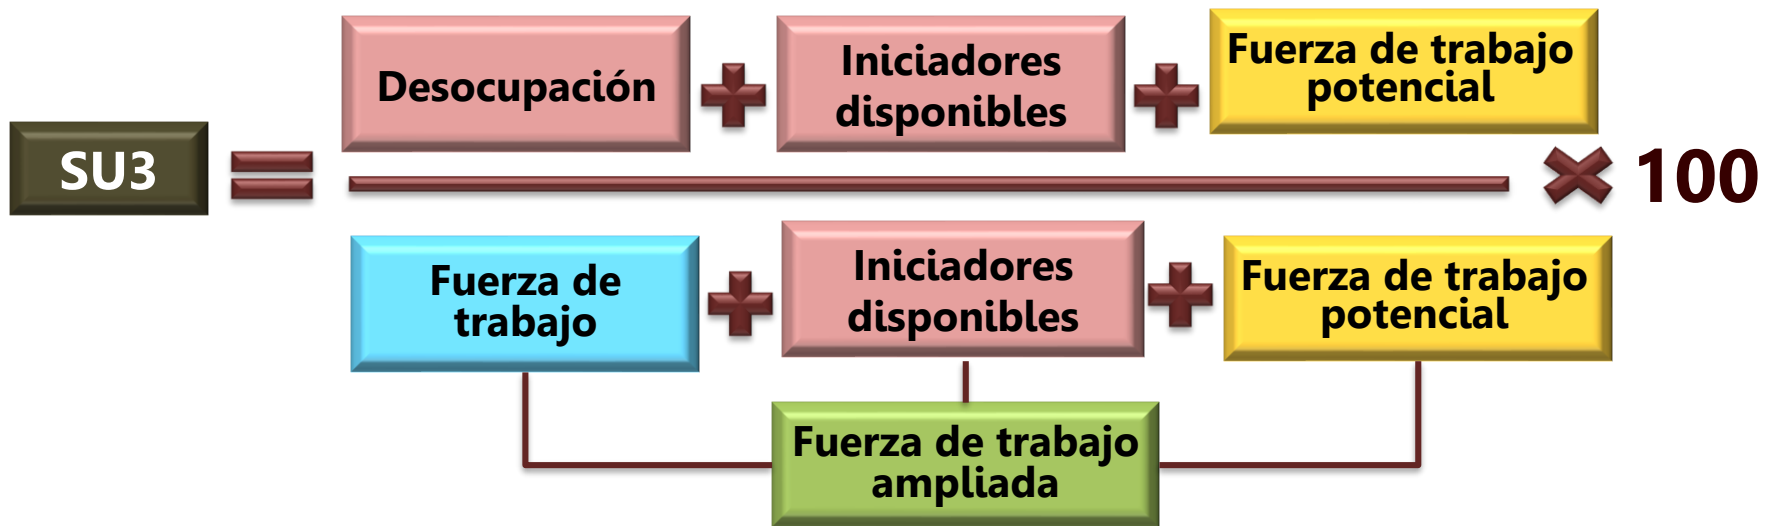 SU3
=
Desocupación
+
Iniciadores
disponibles
+
Fuerza de trabajo
potencial
× 100
Fuerza de
trabajo
+
Iniciadores
disponibles
+
Fuerza de trabajo
potencial
Fuerza de trabajo
ampliada